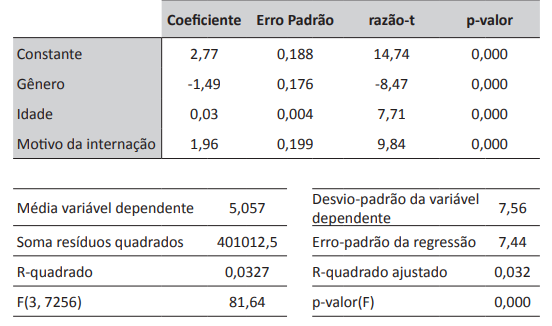 Coeficiente Erro Padrão razão-t p-valor
Constante 2,77 0,188 14,74 0,000
Gênero -1,49 0,176 -8,47 0,000
Idade 0,03 0,004 7,71 0,000
Motivo da internação 1,96 0,199 9,84 0,000
Média variável dependente 5,057
Soma resíduos quadrados 401012,5
R-quadrado 0,0327
F(3, 7256) 81,64
Desvio-padrão da variável
dependente 7,56
Erro-padrão da regressão 7,44
R-quadrado ajustado 0,032
p-valor(F) 0,000